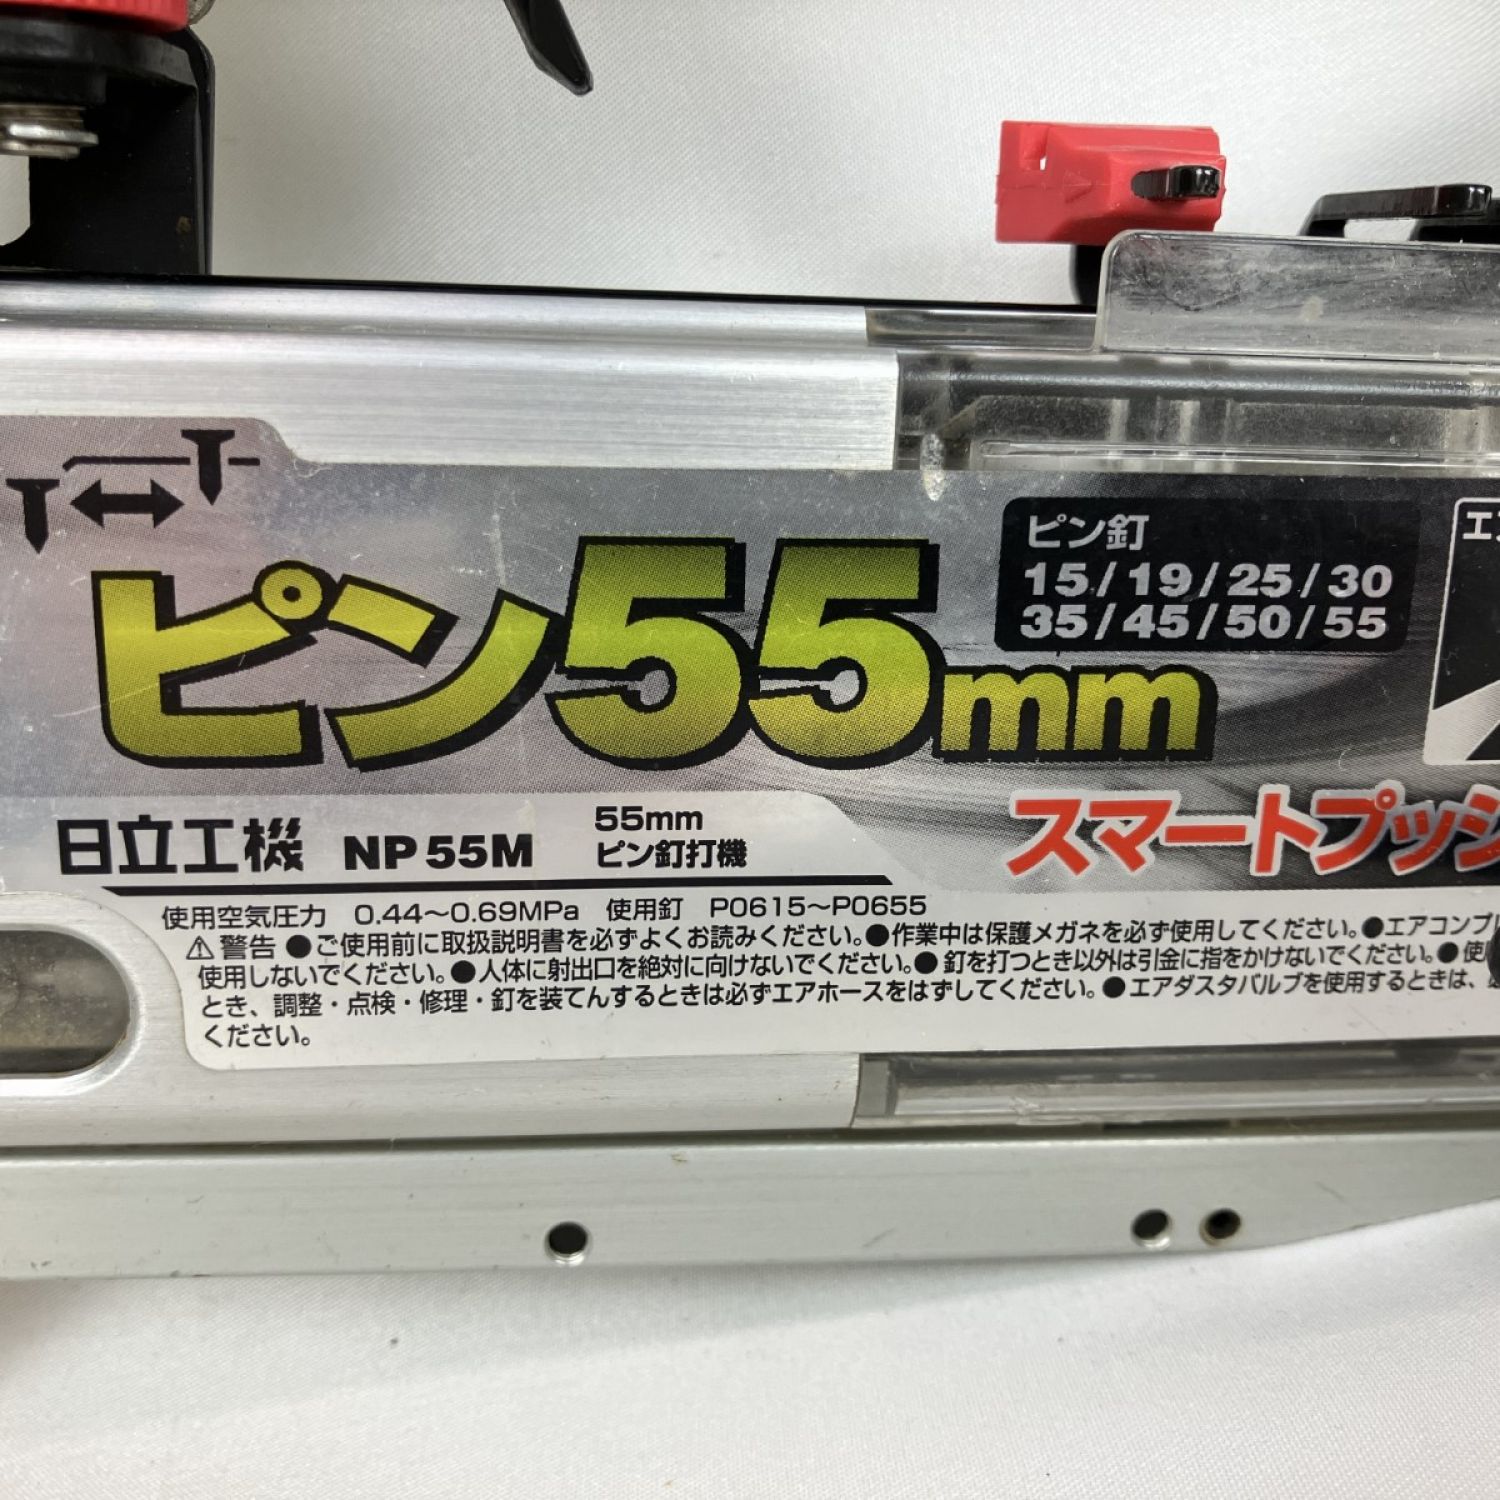 ピン55mm
ピン釘
15/19/25/30
35/45/50/55
エ
スマートプッシ
日立工機 NP55M
55mm
ピン釘打機
使用空気圧力 0.44〜0.69MPa 使用釘 P0615〜P0655
⚠警告 ●ご使用前に取扱説明書を必ずよくお読みください。●作業中は保護メガネを必ず使用してください。●エアコンプ
使用しないでください。●人体に射出口を絶対に向けないでください。●釘を打つとき以外は引金に指をかけないでください。●使
とき、調整・点検・修理・釘を装てんするときは必ずエアホースをはずしてください。●エアダスタバルブを使用するときは、
ください。